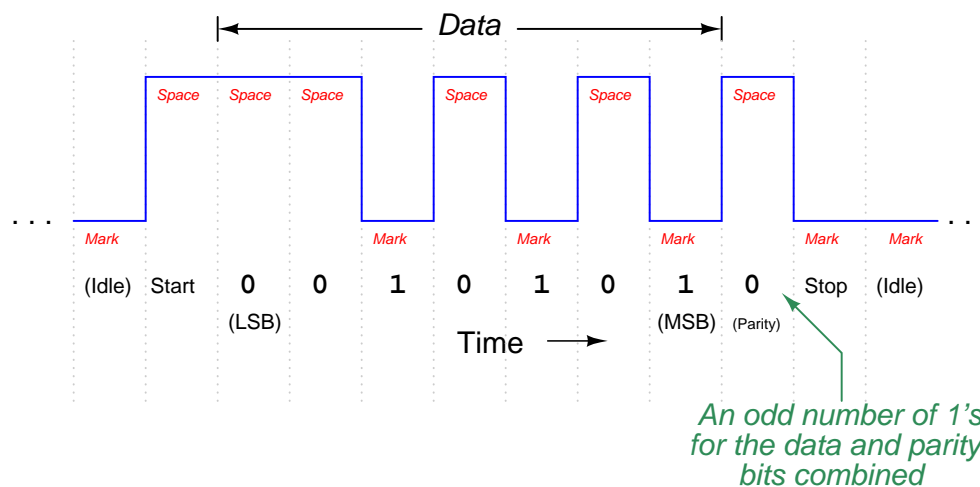 Data
Space Space Space Space Space Space
. . . . .
Mark Mark Mark Mark Mark Mark
(Idle) Start 0 0 1 0 1 0 1 0 Stop (Idle)
(LSB) (MSB) (Parity)
Time
An odd number of 1's
for the data and parity
bits combined